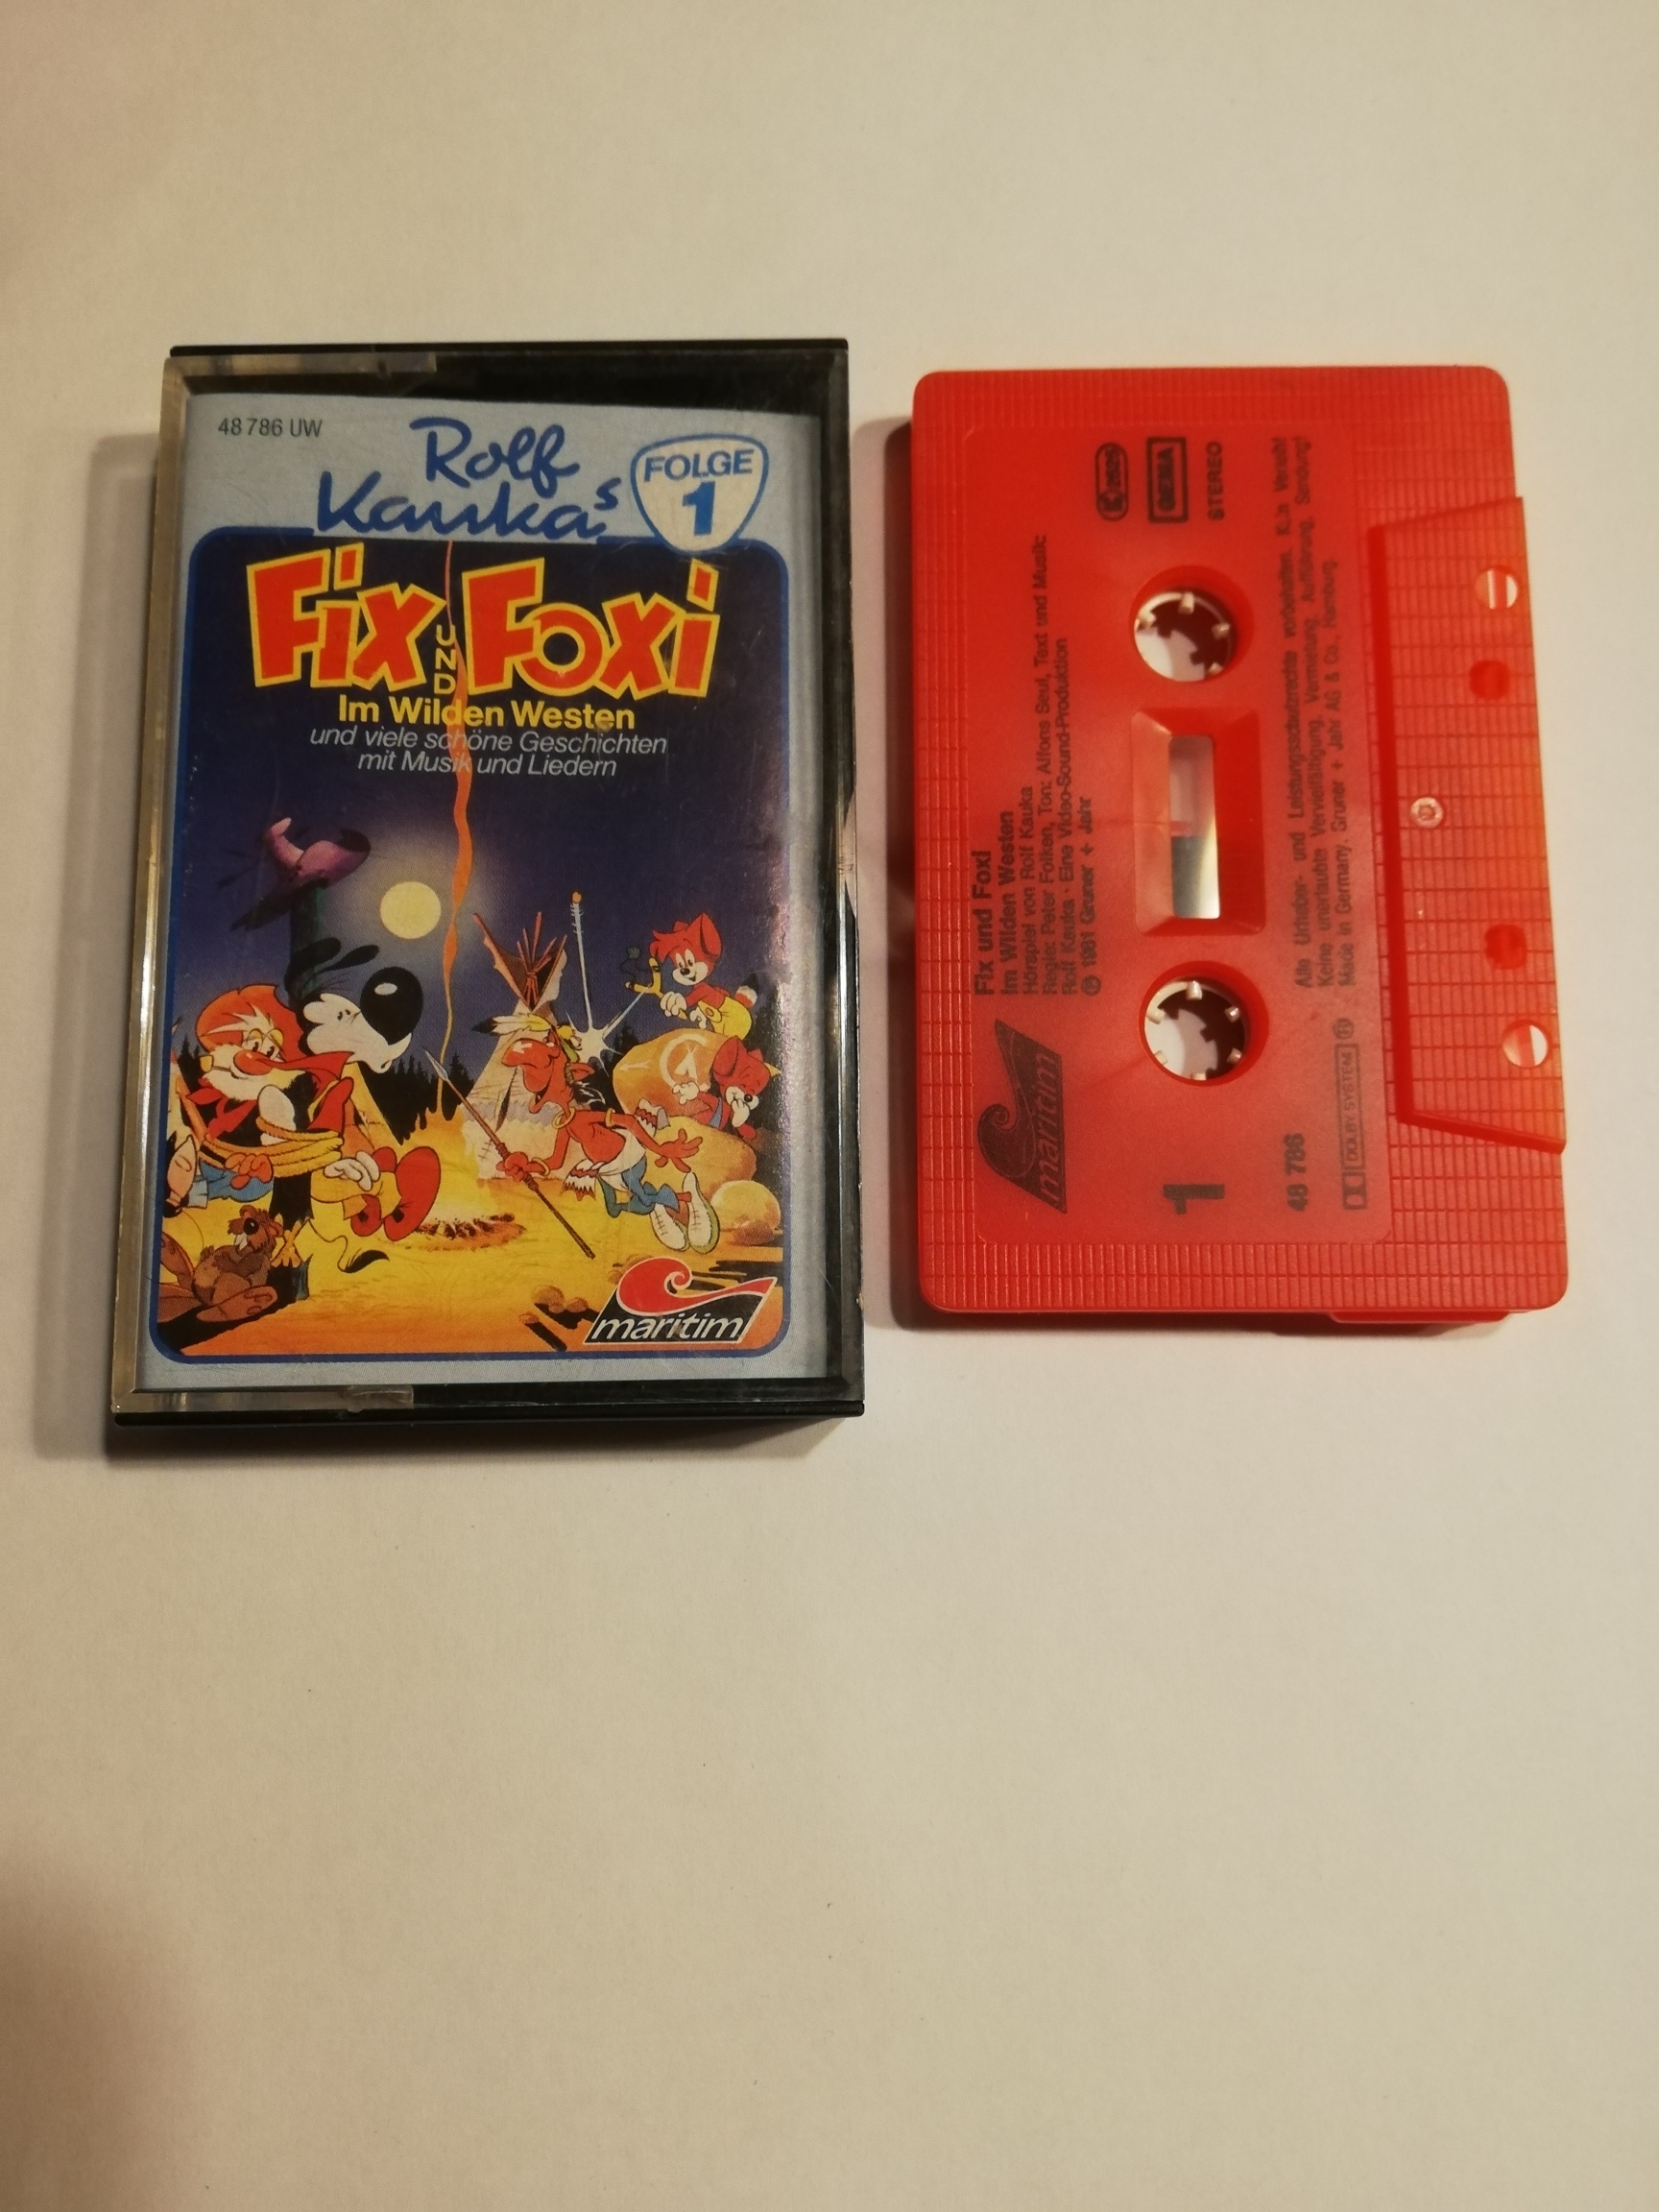 48 786 UW
Rolf
Kauka's
FOLGE
1
Fix UND Foxi
Im Wilden Westen
und viele schöne Geschichten
mit Musik und Liedern
maritim
Fix und Foxi
Im Wilden Westen
Hörspiel von Rolf Kauka
Regie: Peter Folken, Ton: Alfons Seul, Text und Musik:
Rolf Kauka · Eine Video-Sound-Produktion
℗ 1981 Gruner + Jahr
maritim
GEMA
STEREO
1
48 786
DOLBY SYSTEM ®
Alle Urheber- und Leistungsschutzrechte vorbehalten. Kein Verleih!
Keine unerlaubte Vervielfältigung, Vermietung, Aufführung, Sendung!
Made in Germany. Gruner + Jahr AG & Co., Hamburg